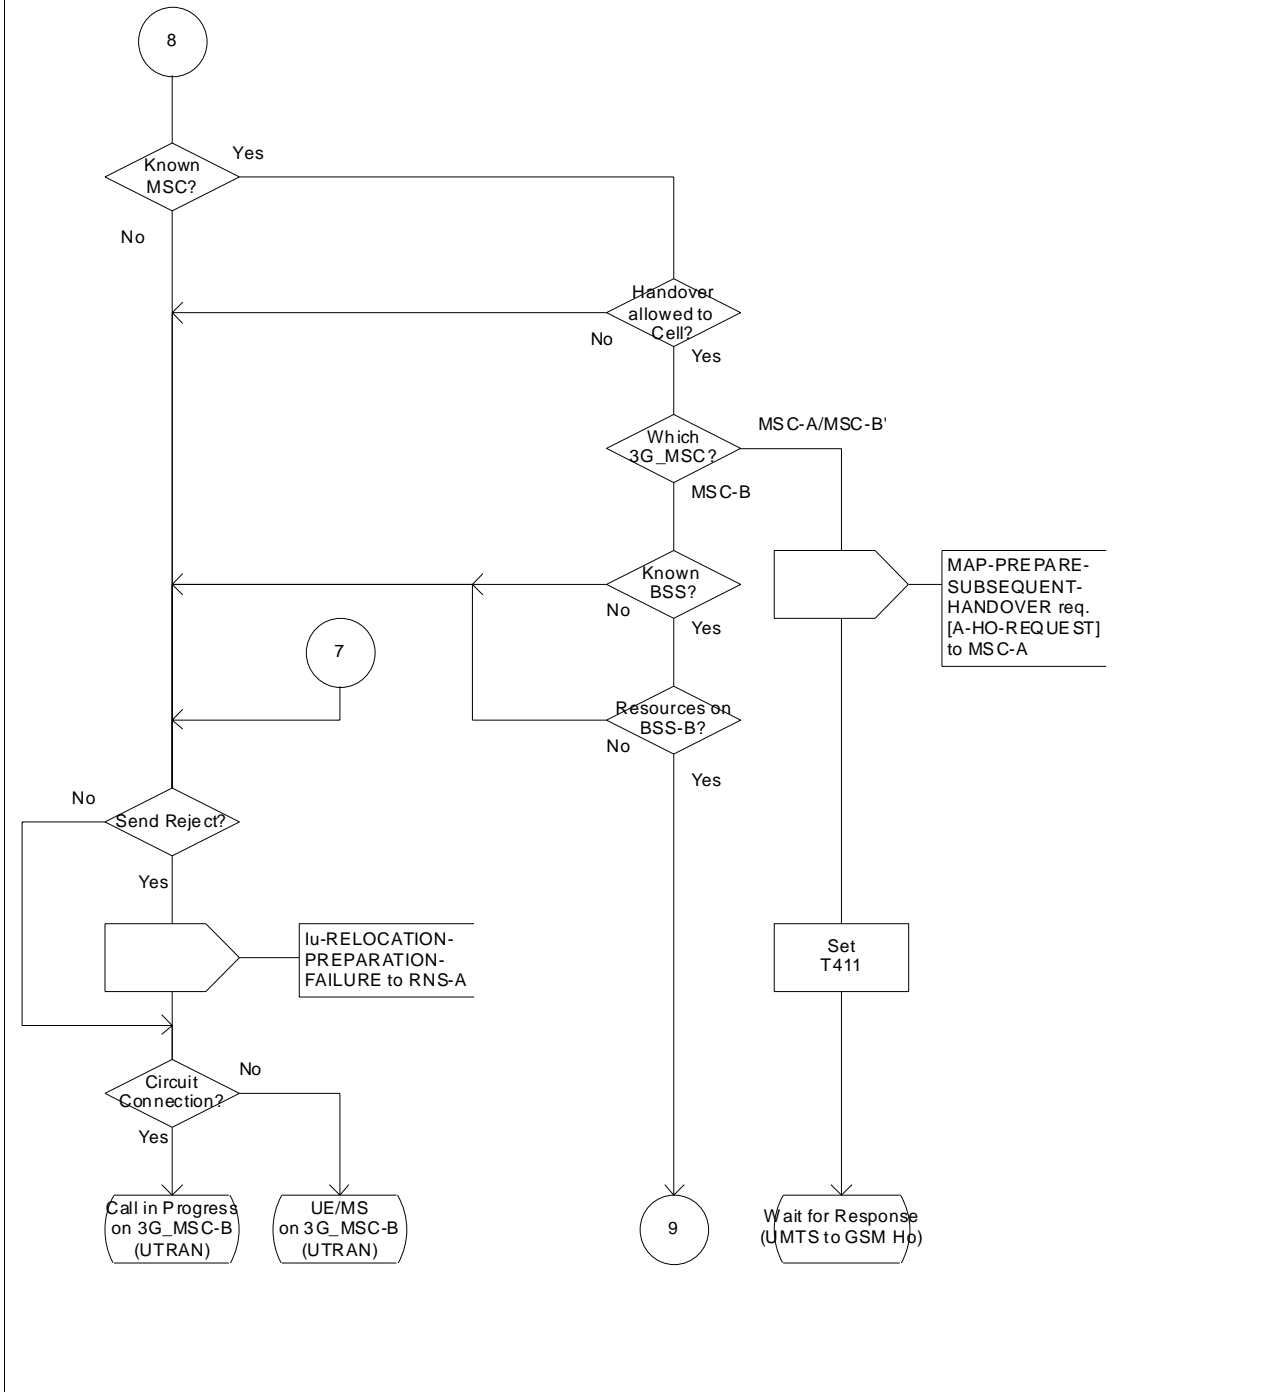 8
Known
MSC?
Yes
No
Handover
allowed to
Cell?
No
Yes
Which
3G_MSC?
MSC-A/MSC-B'
MSC-B
Known
BSS?
No
Yes
MAP-PREPARE-
SUBSEQUENT-
HANDOVER req.
[A-HO-REQUEST]
to MSC-A
7
Resources on
BSS-B?
No
Yes
No
Send Reject?
Yes
Iu-RELOCATION-
PREPARATION-
FAILURE to RNS-A
Set
T411
Circuit
Connection?
No
Yes
Call in Progress
on 3G_MSC-B
(UTRAN)
UE/MS
on 3G_MSC-B
(UTRAN)
9
Wait for Response
(UMTS to GSM Ho)